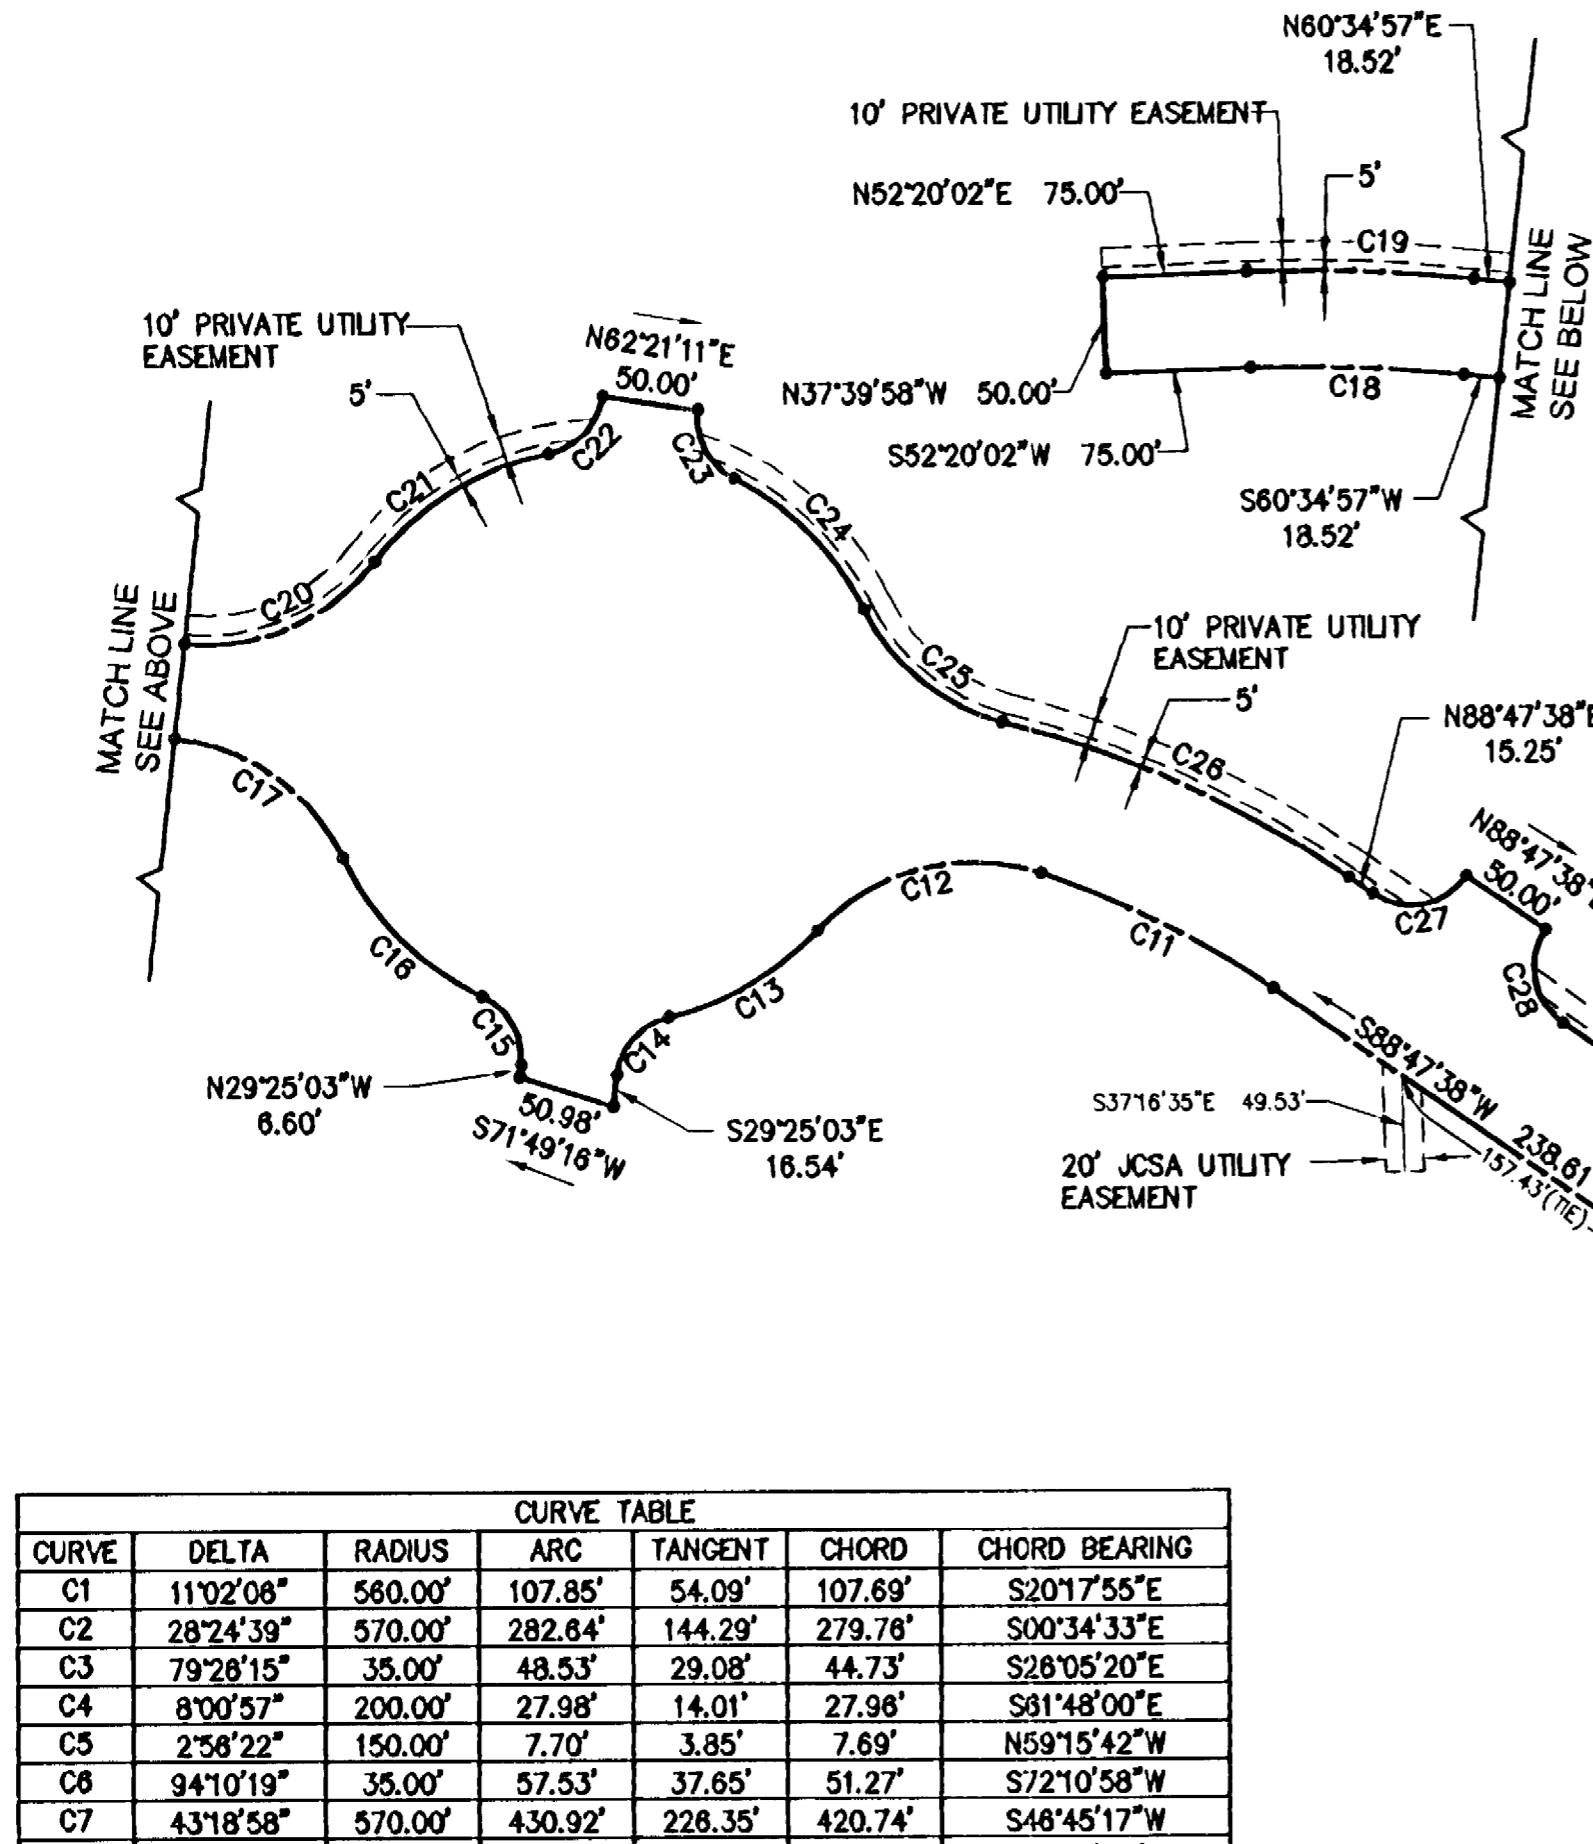 N60°34'57"E
18.52'
10' PRIVATE UTILITY EASEMENT
5'
N52°20'02"E 75.00'
C19
MATCH LINE
SEE BELOW
N37°39'58"W 50.00'
C18
S52°20'02"W 75.00'
S60°34'57"W
18.52'
10' PRIVATE UTILITY
EASEMENT
5'
N62°21'11"E
50.00'
C22
C23
C21
C24
C20
MATCH LINE
SEE ABOVE
C25
10' PRIVATE UTILITY
EASEMENT
5'
C26
N88°47'38"E
15.25'
N88°47'38"E
50.00'
C27
C28
C17
C12
C11
C16
C13
C15
C14
N29°25'03"W
6.60'
50.98'
S71°49'16"W
S29°25'03"E
16.54'
S88°47'38"W
238.61
S37°16'35"E 49.53'
157.43'(TIE)
20' JCSA UTILITY
EASEMENT
CURVE TABLE
CURVE DELTA RADIUS ARC TANGENT CHORD CHORD BEARING
C1 11°02'06" 560.00' 107.85' 54.09' 107.69' S20°17'55"E
C2 28°24'39" 570.00' 282.64' 144.29' 279.76' S00°34'33"E
C3 79°26'15" 35.00' 48.53' 29.08' 44.73' S26°05'20"E
C4 8°00'57" 200.00' 27.98' 14.01' 27.96' S61°48'00"E
C5 2°56'22" 150.00' 7.70' 3.85' 7.69' N59°15'42"W
C6 94°10'19" 35.00' 57.53' 37.65' 51.27' S72°10'58"W
C7 43°18'58" 570.00' 430.92' 226.35' 420.74' S46°45'17"W